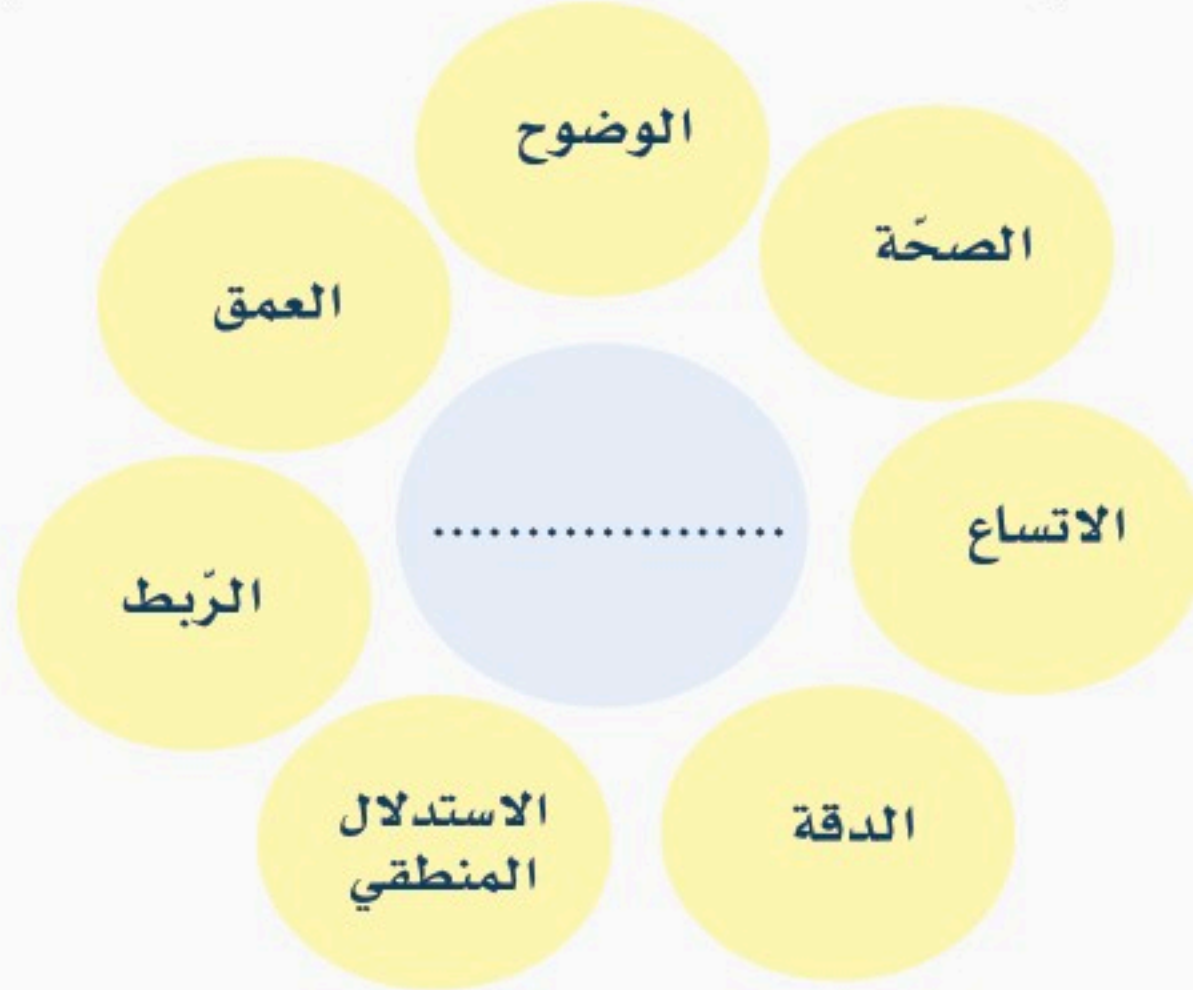 الوضوح
الصحّة
العمق
الاتساع
...................
الرّبط
الاستدلال
المنطقي
الدقة